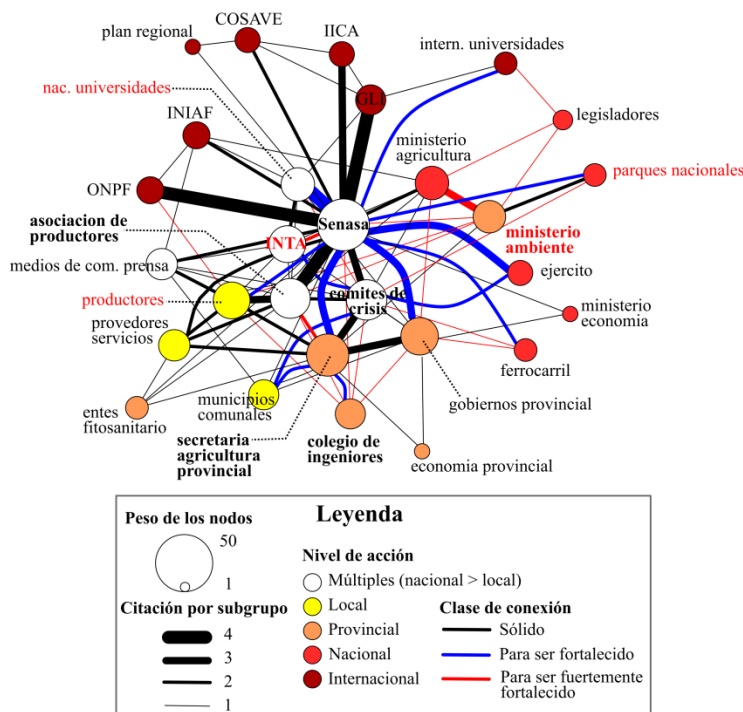 COSAVE
IICA
plan regional
intern. universidades
nac. universidades
GLI
legisladores
INIAF
ministerio
agricultura
parques nacionales
ONPF
asociacion de
productores
Senasa
ministerio
ambiente
INTA
medios de com. prensa
ejercito
productores
comites de
crisis
ministerio
economia
provedores
servicios
ferrocarril
gobiernos provincial
entes
fitosanitario
municipios
comunales
secretaria
agricultura
provincial
colegio de
ingeniores
economia provincial
Leyenda
Peso de los nodos
50
1
Citación por subgrupo
4
3
2
1
Nivel de acción
Múltiples (nacional > local)
Local
Provincial
Nacional
Internacional
Clase de conexión
Sólido
Para ser fortalecido
Para ser fuertemente
fortalecido